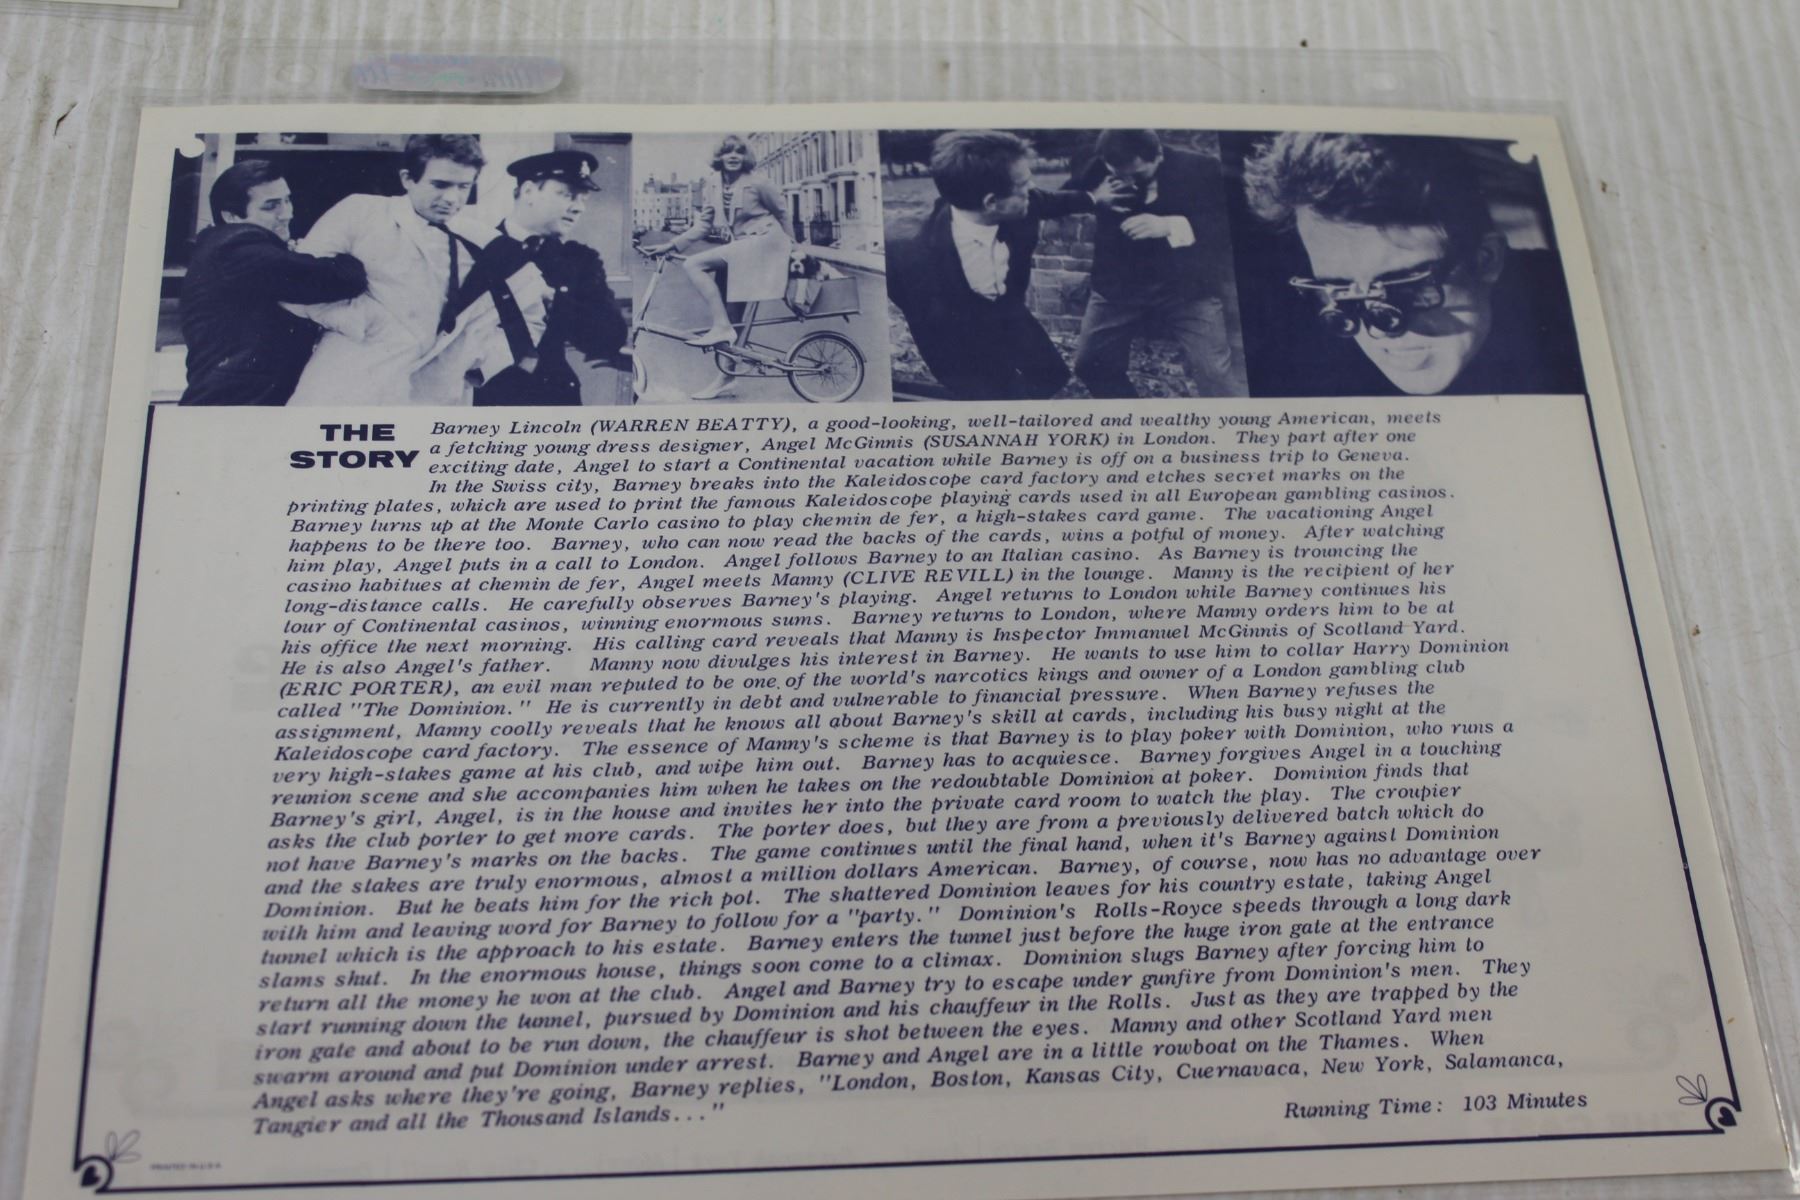 THE STORY
Barney Lincoln (WARREN BEATTY), a good-looking, well-tailored and wealthy young American, meets
a fetching young dress designer, Angel McGinnis (SUSANNAH YORK) in London. They part after one
exciting date, Angel to start a Continental vacation while Barney is off on a business trip to Geneva.
In the Swiss city, Barney breaks into the Kaleidoscope card factory and etches secret marks on the
printing plates, which are used to print the famous Kaleidoscope playing cards used in all European gambling casinos.
Barney turns up at the Monte Carlo casino to play chemin de fer, a high-stakes card game. The vacationing Angel
happens to be there too. Barney, who can now read the backs of the cards, wins a potful of money. After watching
him play, Angel puts in a call to London. Angel follows Barney to an Italian casino. As Barney is trouncing the
casino habitues at chemin de fer, Angel meets Manny (CLIVE REVILL) in the lounge. Manny is the recipient of her
long-distance calls. He carefully observes Barney's playing. Angel returns to London while Barney continues his
tour of Continental casinos, winning enormous sums. Barney returns to London, where Manny orders him to be at
his office the next morning. His calling card reveals that Manny is Inspector Immanuel McGinnis of Scotland Yard.
He is also Angel's father. Manny now divulges his interest in Barney. He wants to use him to collar Harry Dominion
(ERIC PORTER), an evil man reputed to be one of the world's narcotics kings and owner of a London gambling club
called "The Dominion." He is currently in debt and vulnerable to financial pressure. When Barney refuses the
assignment, Manny coolly reveals that he knows all about Barney's skill at cards, including his busy night at the
Kaleidoscope card factory. The essence of Manny's scheme is that Barney is to play poker with Dominion, who runs a
very high-stakes game at his club, and wipe him out. Barney has to acquiesce. Barney forgives Angel in a touching
reunion scene and she accompanies him when he takes on the redoubtable Dominion at poker. Dominion finds that
Barney's girl, Angel, is in the house and invites her into the private card room to watch the play. The croupier
asks the club porter to get more cards. The porter does, but they are from a previously delivered batch which do
not have Barney's marks on the backs. The game continues until the final hand, when it's Barney against Dominion
and the stakes are truly enormous, almost a million dollars American. Barney, of course, now has no advantage over
Dominion. But he beats him for the rich pot. The shattered Dominion leaves for his country estate, taking Angel
with him and leaving word for Barney to follow for a "party." Dominion's Rolls-Royce speeds through a long dark
tunnel which is the approach to his estate. Barney enters the tunnel just before the huge iron gate at the entrance
slams shut. In the enormous house, things soon come to a climax. Dominion slugs Barney after forcing him to
return all the money he won at the club. Angel and Barney try to escape under gunfire from Dominion's men. They
start running down the tunnel, pursued by Dominion and his chauffeur in the Rolls. Just as they are trapped by the
iron gate and about to be run down, the chauffeur is shot between the eyes. Manny and other Scotland Yard men
swarm around and put Dominion under arrest. Barney and Angel are in a little rowboat on the Thames. When
Angel asks where they're going, Barney replies, "London, Boston, Kansas City, Cuernavaca, New York, Salamanca,
Tangier and all the Thousand Islands..."
Running Time: 103 Minutes
PRINTED IN U.S.A.